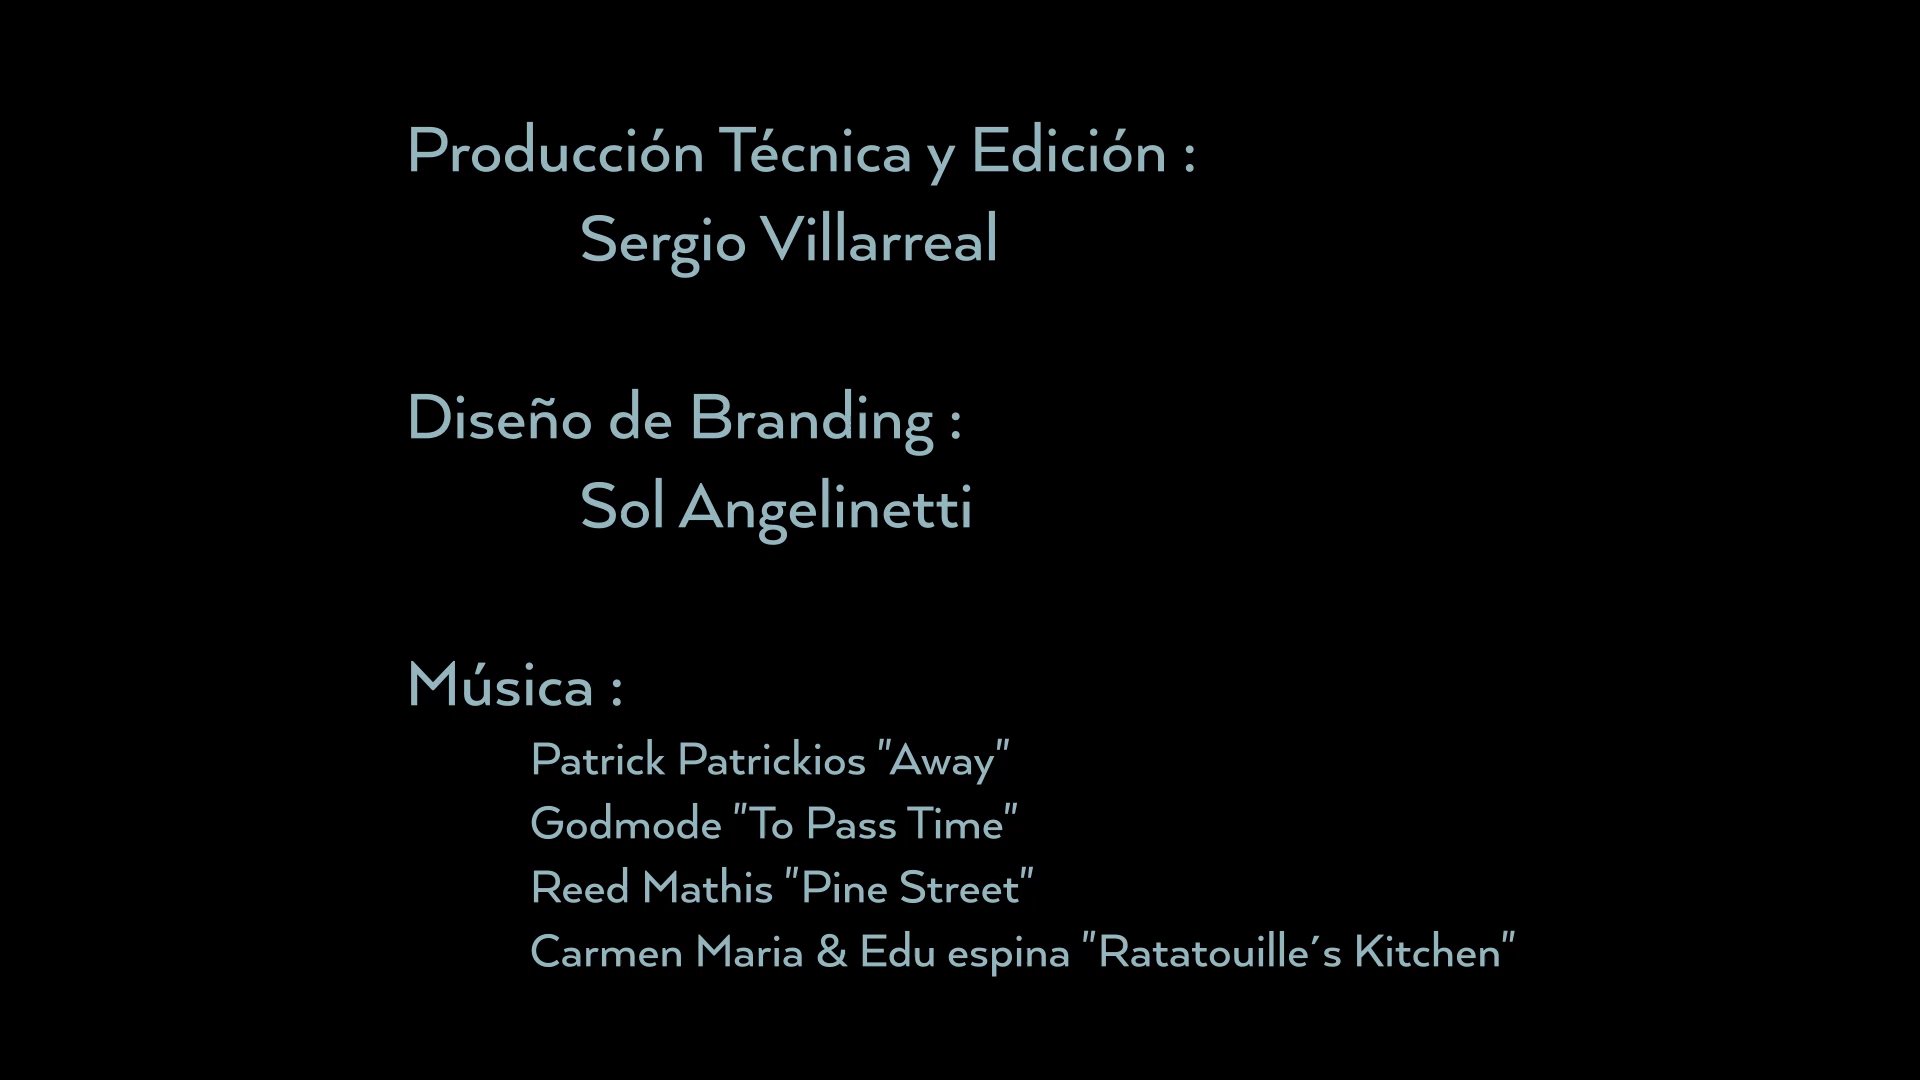 Producción Técnica y Edición :
Sergio Villarreal
Diseño de Branding :
Sol Angelinetti
Música :
Patrick Patrickios "Away"
Godmode "To Pass Time"
Reed Mathis "Pine Street"
Carmen Maria & Edu espina "Ratatouille´s Kitchen"